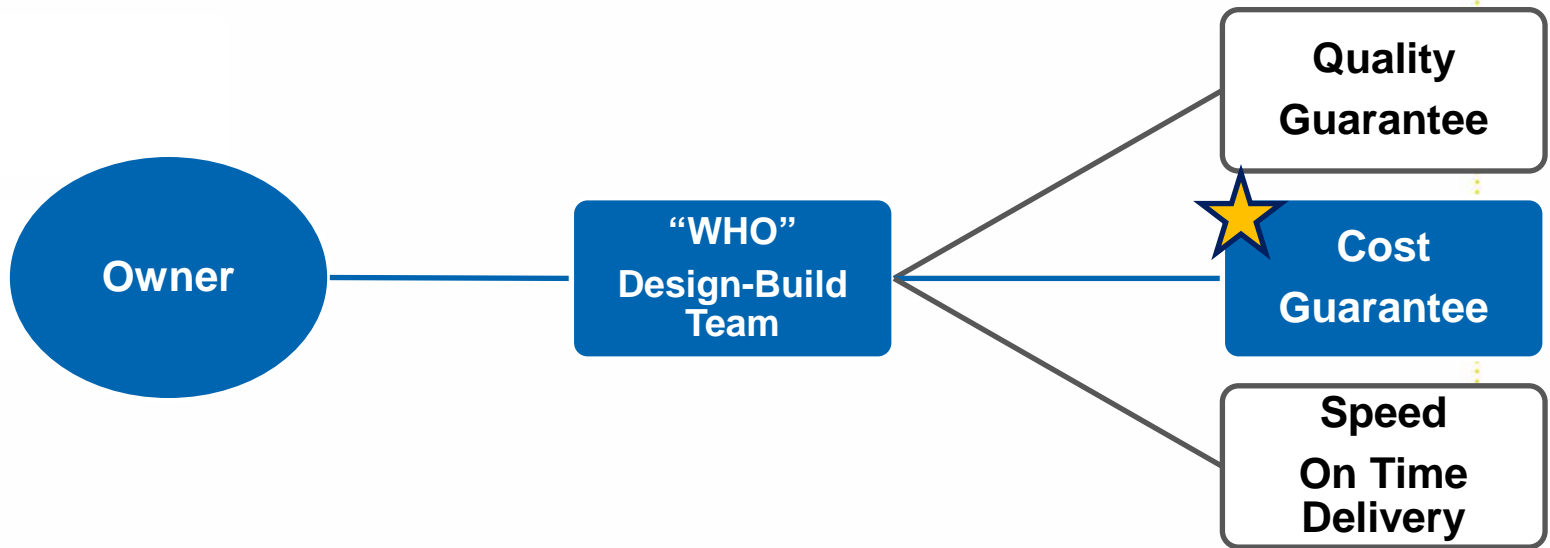 Owner
“WHO”
Design-Build
Team
Quality
Guarantee
Cost
Guarantee
Speed
On Time
Delivery